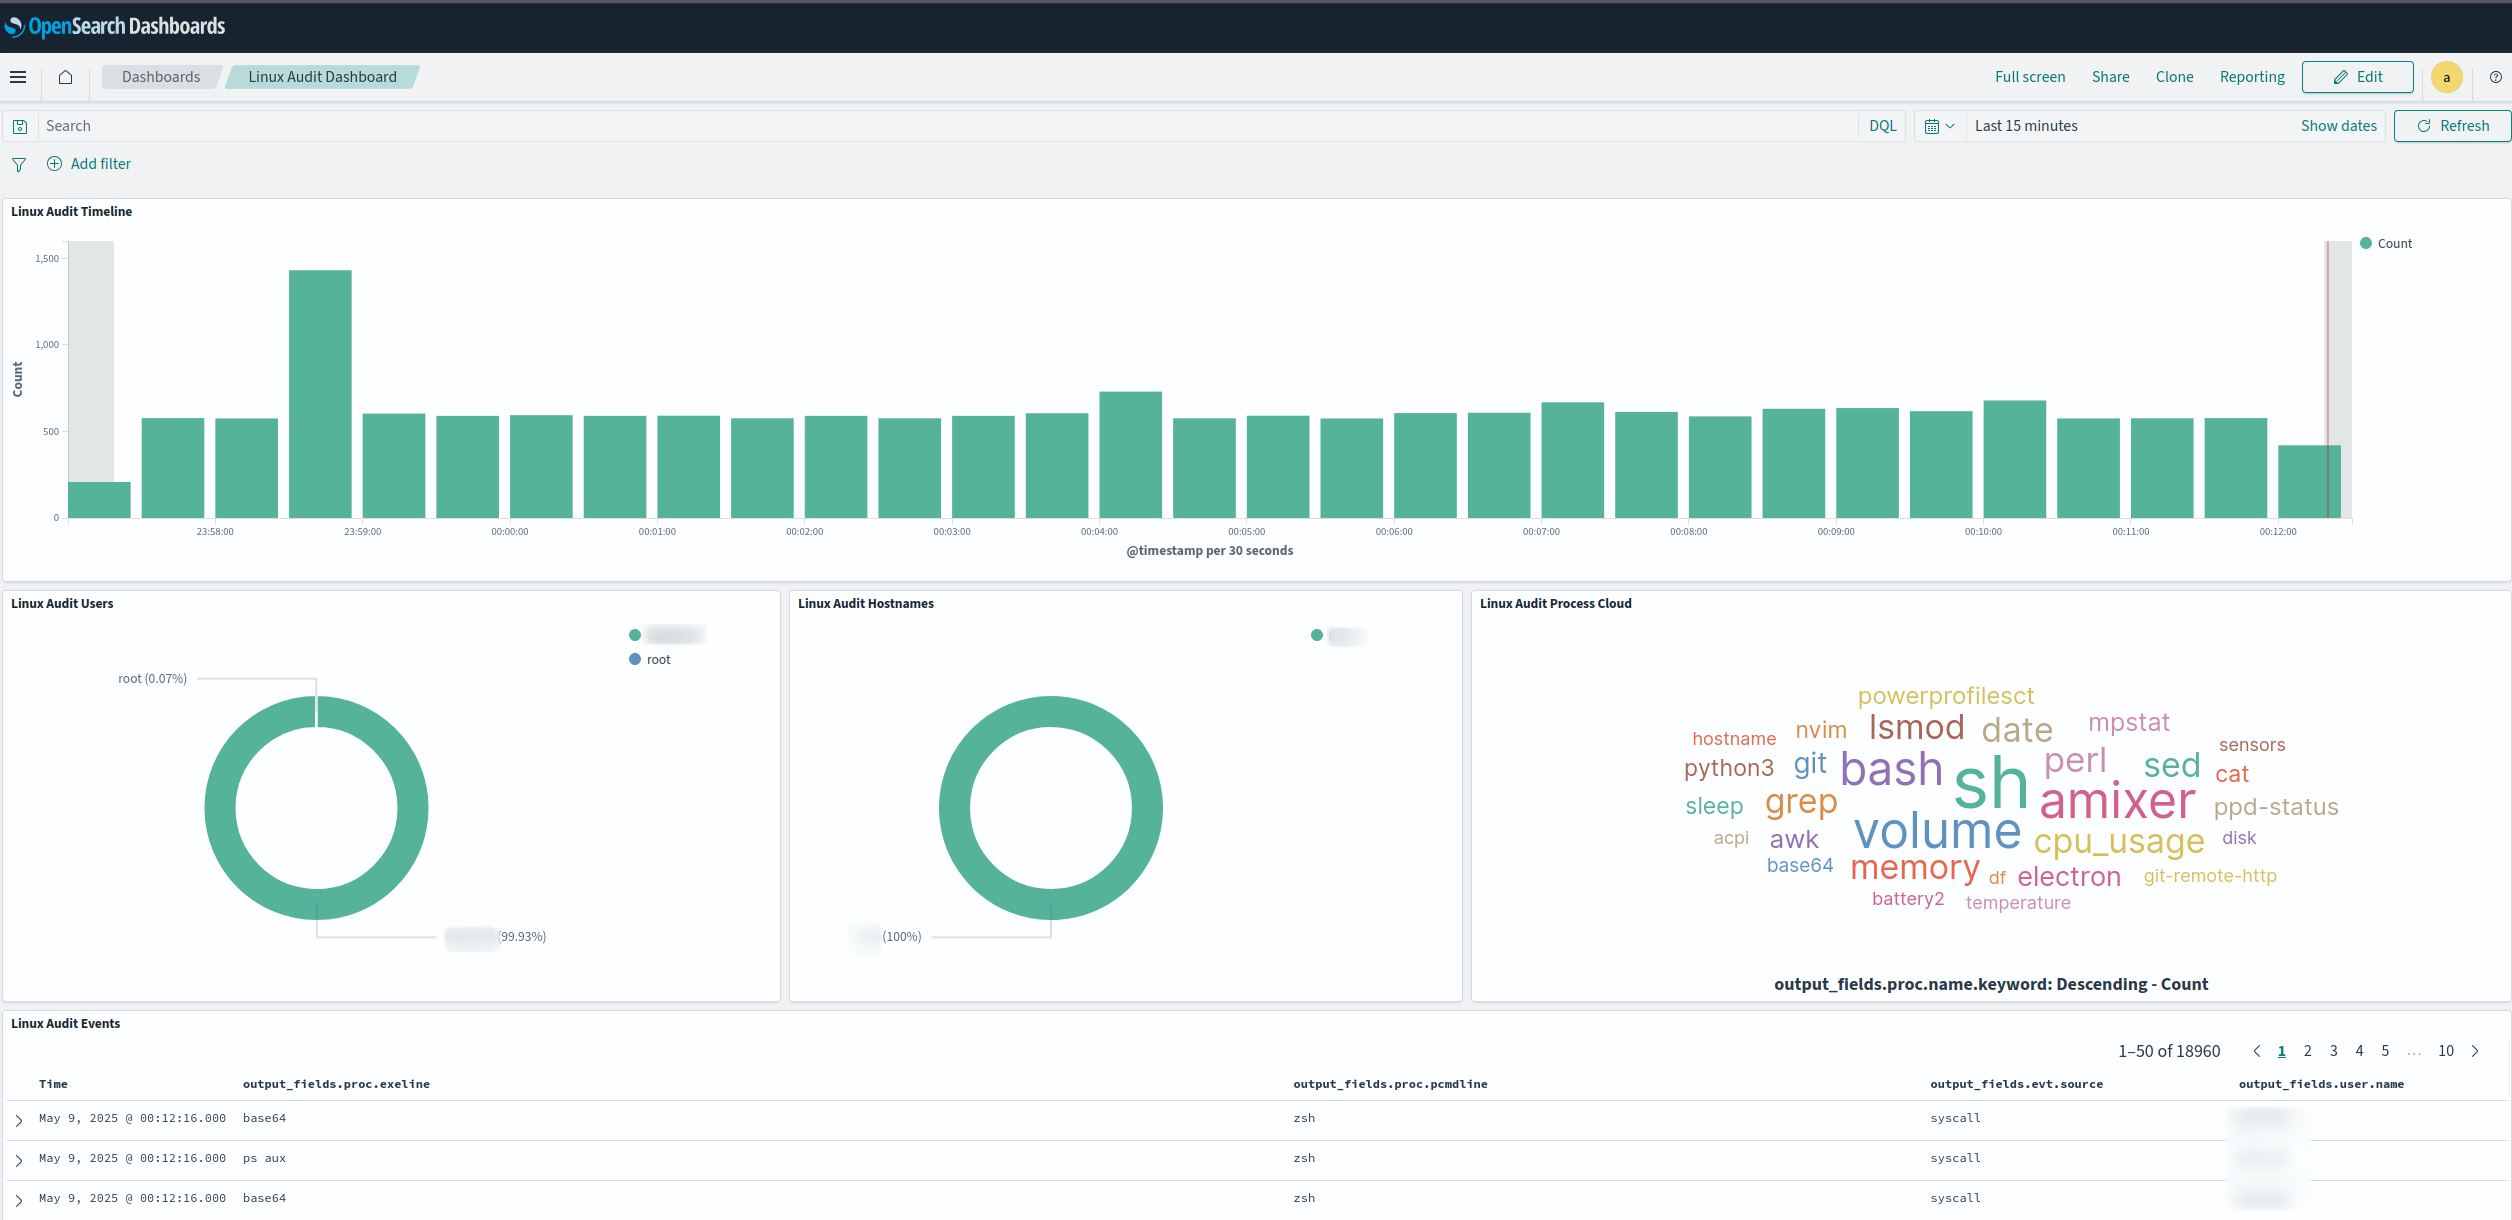 OpenSearch Dashboards
Dashboards
Linux Audit Dashboard
Full screen
Share
Clone
Reporting
Edit
a
Search
DQL
Last 15 minutes
Show dates
Refresh
Add filter
Linux Audit Timeline
Count
1,500
1,000
500
0
Count
23:58:00 23:59:00 00:00:00 00:01:00 00:02:00 00:03:00 00:04:00 00:05:00 00:06:00 00:07:00 00:08:00 00:09:00 00:10:00 00:11:00 00:12:00
@timestamp per 30 seconds
Linux Audit Users
root
root (0.07%)
(99.93%)
Linux Audit Hostnames
(100%)
Linux Audit Process Cloud
powerprofilesct
hostname nvim lsmod date mpstat sensors
python3 git bash sh perl sed cat
sleep grep amixer ppd-status
acpi awk volume cpu_usage disk
base64 memory df electron git-remote-http
battery2 temperature
output_fields.proc.name.keyword: Descending - Count
Linux Audit Events
1–50 of 18960 1 2 3 4 5 … 10
Time output_fields.proc.exeline output_fields.proc.pcmdline output_fields.evt.source output_fields.user.name
May 9, 2025 @ 00:12:16.000 base64 zsh syscall
May 9, 2025 @ 00:12:16.000 ps aux zsh syscall
May 9, 2025 @ 00:12:16.000 base64 zsh syscall